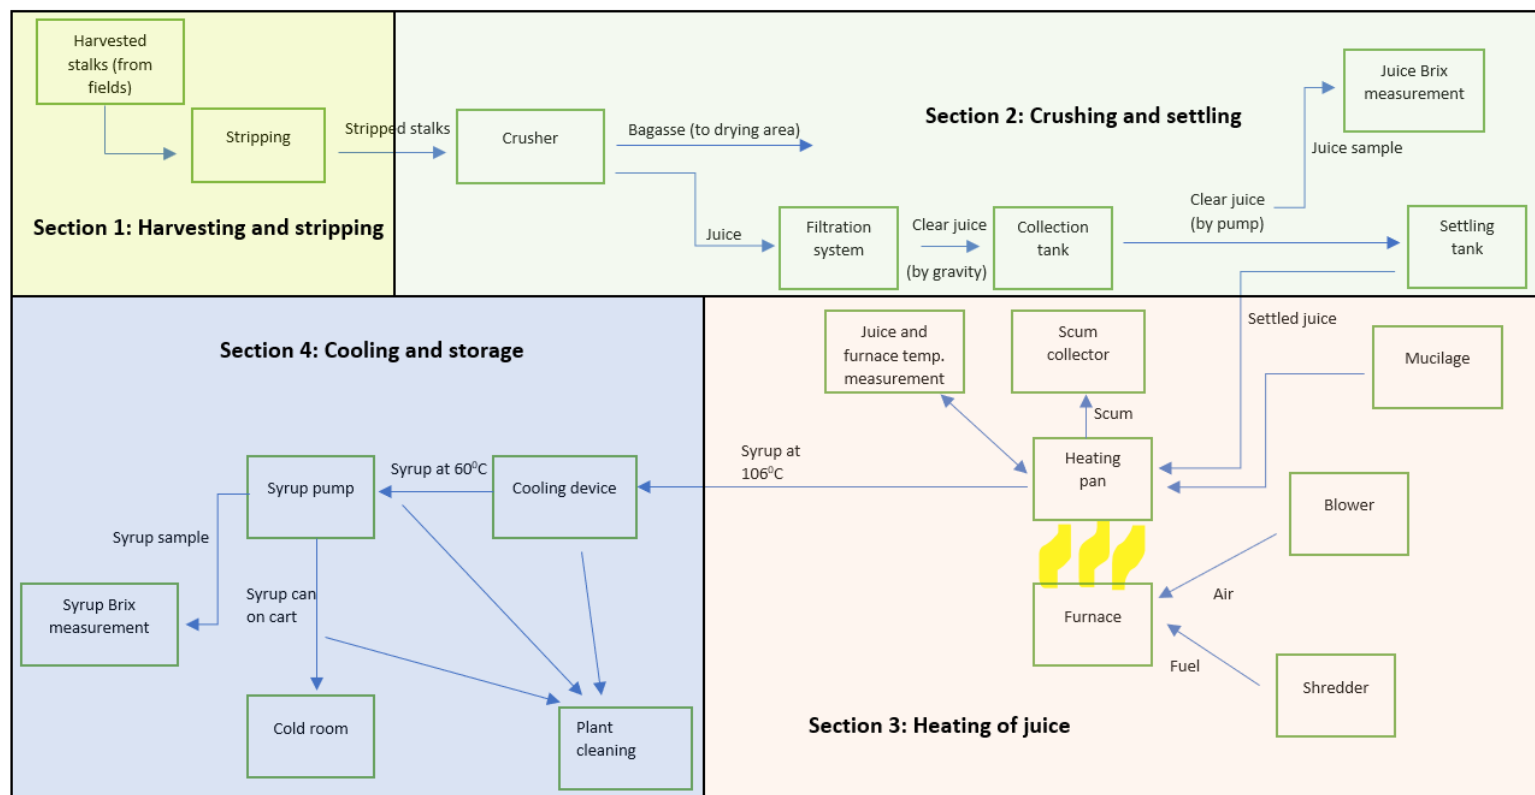 Harvested
stalks (from
fields)
Stripping
Section 1: Harvesting and stripping
Stripped stalks
Crusher
Bagasse (to drying area)
Section 2: Crushing and settling
Juice Brix
measurement
Juice sample
Juice
Filtration
system
Clear juice
(by gravity)
Collection
tank
Clear juice
(by pump)
Settling
tank
Section 4: Cooling and storage
Syrup pump
Syrup at 60⁰C
Cooling device
Syrup sample
Syrup Brix
measurement
Syrup can
on cart
Cold room
Plant
cleaning
Juice and
furnace temp.
measurement
Scum
collector
Scum
Settled juice
Mucilage
Syrup at
106⁰C
Heating
pan
Blower
Air
Furnace
Fuel
Shredder
Section 3: Heating of juice